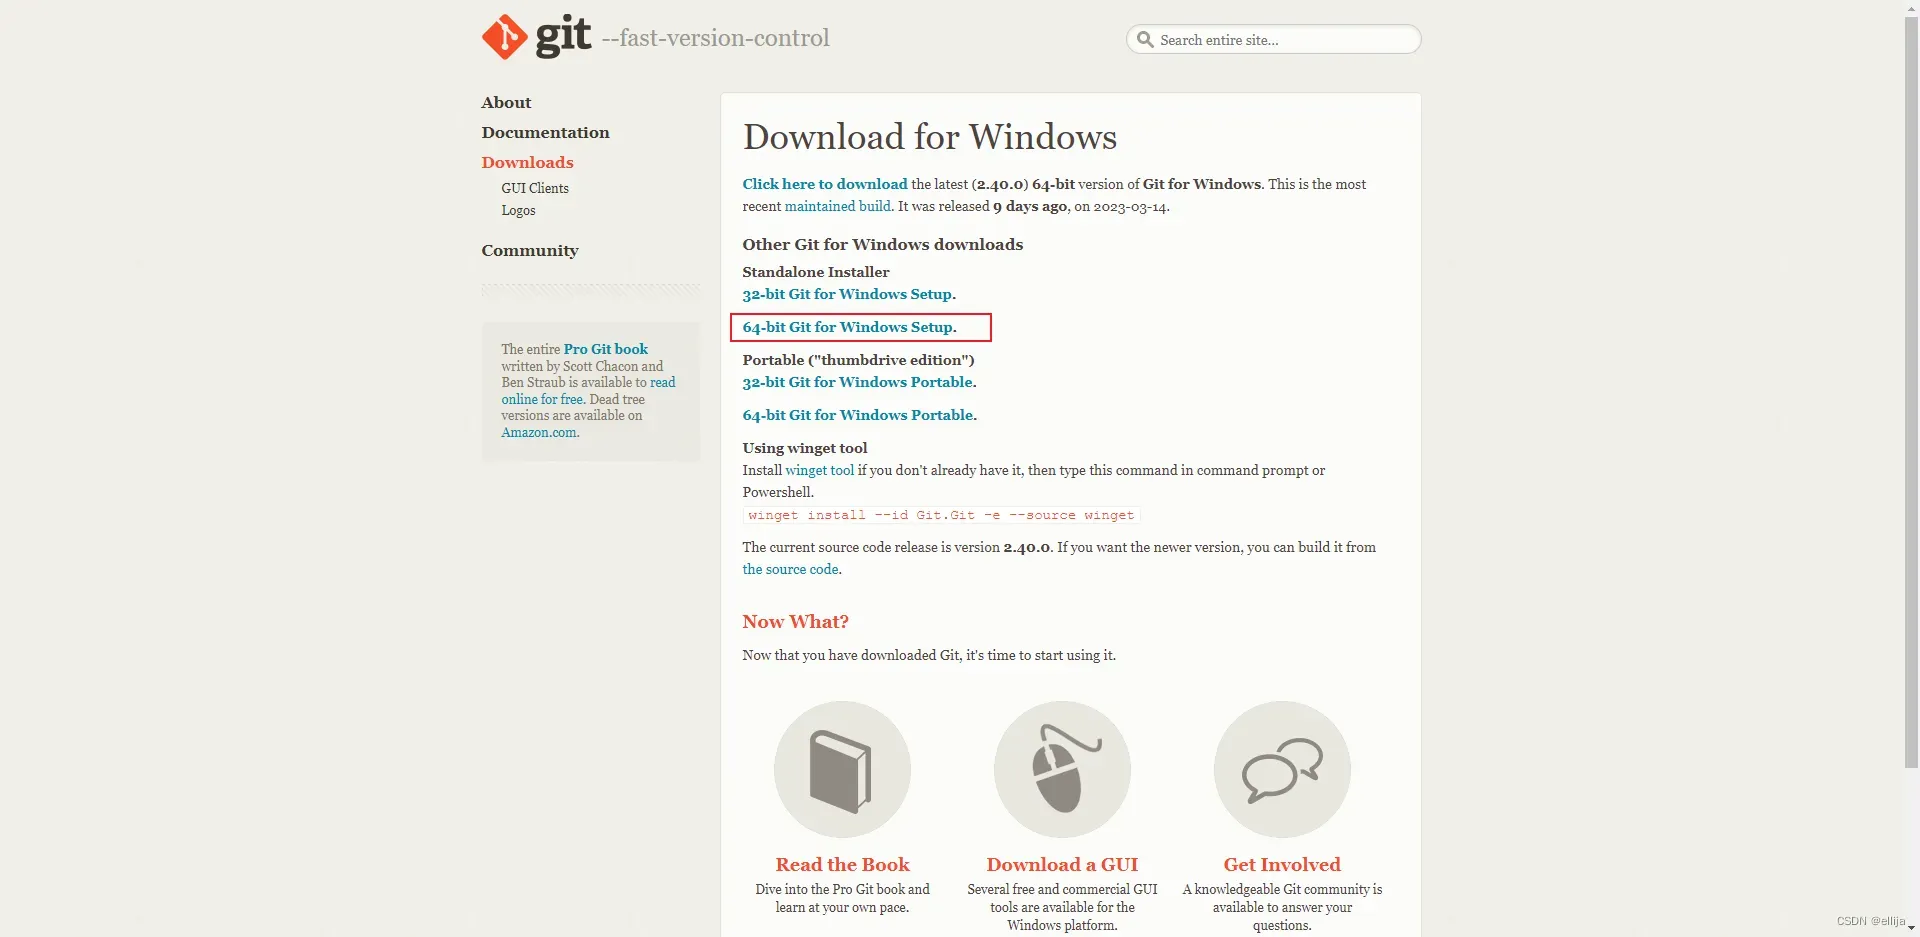 git --fast-version-control
Search entire site...
About
Documentation
Downloads
GUI Clients
Logos
Community
The entire Pro Git book
written by Scott Chacon and
Ben Straub is available to read
online for free. Dead tree
versions are available on
Amazon.com.
Download for Windows
Click here to download the latest (2.40.0) 64-bit version of Git for Windows. This is the most
recent maintained build. It was released 9 days ago, on 2023-03-14.
Other Git for Windows downloads
Standalone Installer
32-bit Git for Windows Setup.
64-bit Git for Windows Setup.
Portable ("thumbdrive edition")
32-bit Git for Windows Portable.
64-bit Git for Windows Portable.
Using winget tool
Install winget tool if you don't already have it, then type this command in command prompt or
Powershell.
winget install --id Git.Git -e --source winget
The current source code release is version 2.40.0. If you want the newer version, you can build it from
the source code.
Now What?
Now that you have downloaded Git, it's time to start using it.
Read the Book
Dive into the Pro Git book and
learn at your own pace.
Download a GUI
Several free and commercial GUI
tools are available for the
Windows platform.
Get Involved
A knowledgeable Git community is
available to answer your
questions.
CSDN @ellija